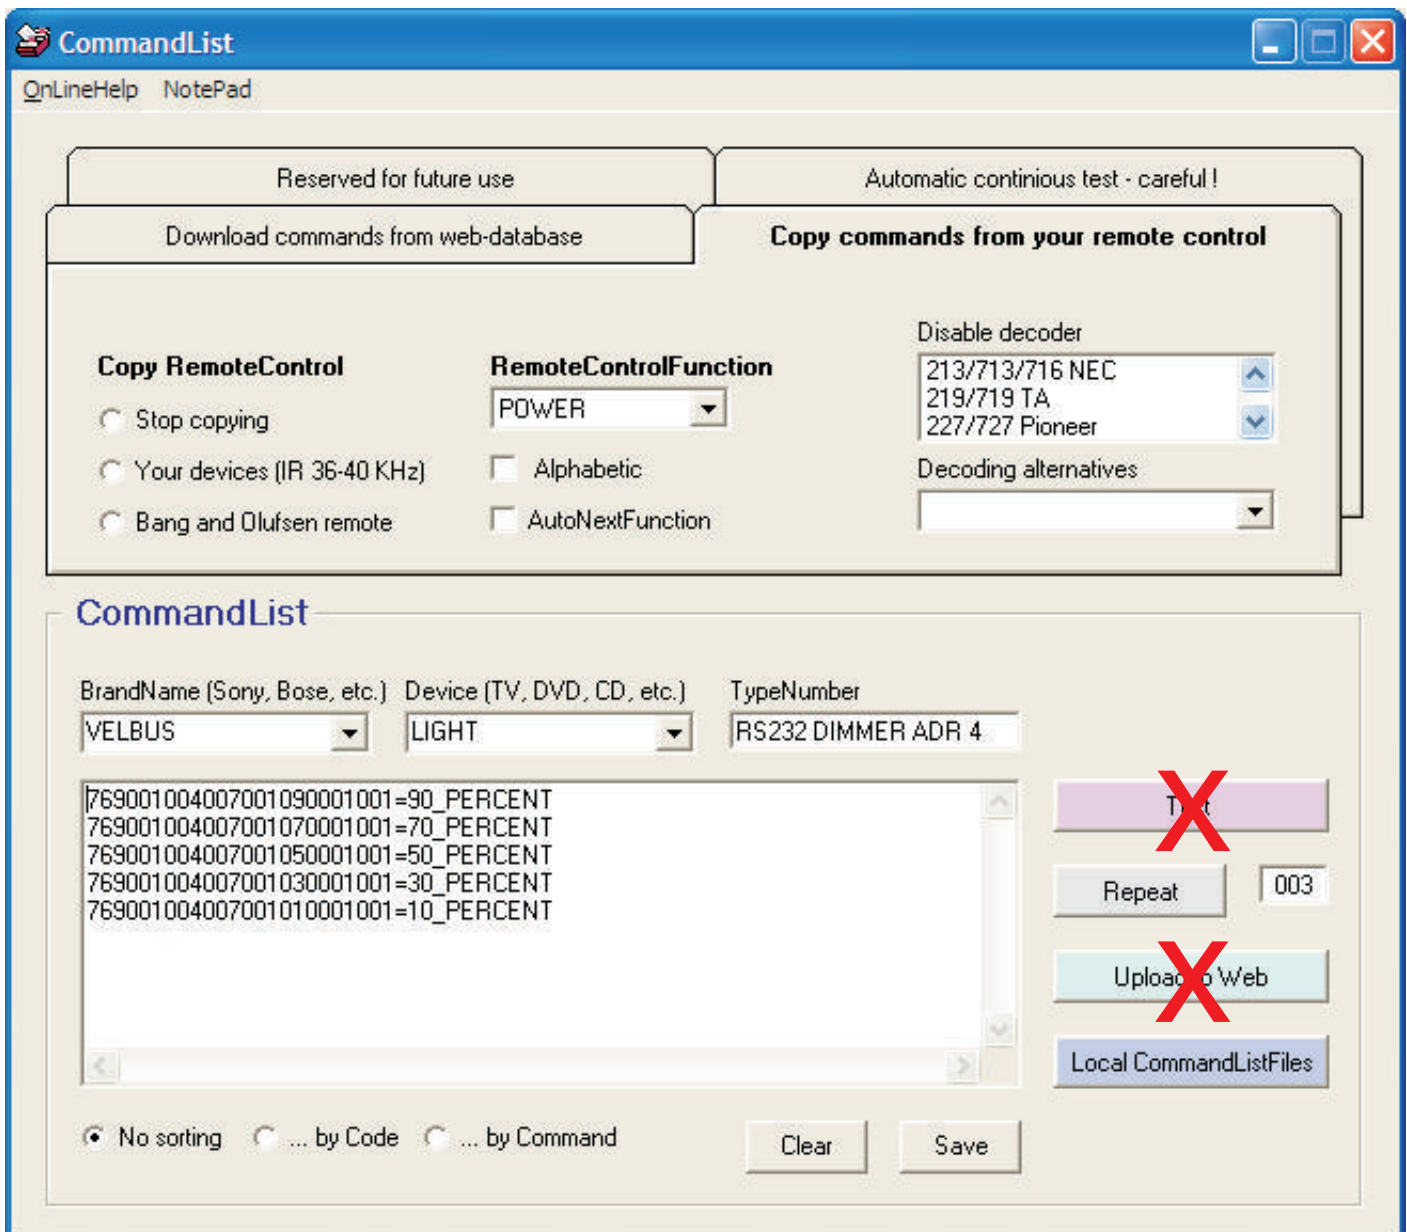 CommandList
OnLineHelp NotePad
Reserved for future use
Automatic continious test - careful !
Download commands from web-database
Copy commands from your remote control
Copy RemoteControl
Stop copying
Your devices (IR 36-40 KHz)
Bang and Olufsen remote
RemoteControlFunction
POWER
Alphabetic
AutoNextFunction
Disable decoder
213/713/716 NEC
219/719 TA
227/727 Pioneer
Decoding alternatives
CommandList
BrandName (Sony, Bose, etc.) Device (TV, DVD, CD, etc.) TypeNumber
VELBUS LIGHT RS232 DIMMER ADR 4
769001004007001090001001=90_PERCENT
769001004007001070001001=70_PERCENT
769001004007001050001001=50_PERCENT
769001004007001030001001=30_PERCENT
769001004007001010001001=10_PERCENT
X
Repeat 003
Upload to Web
X
Local CommandListFiles
No sorting ... by Code ... by Command
Clear Save